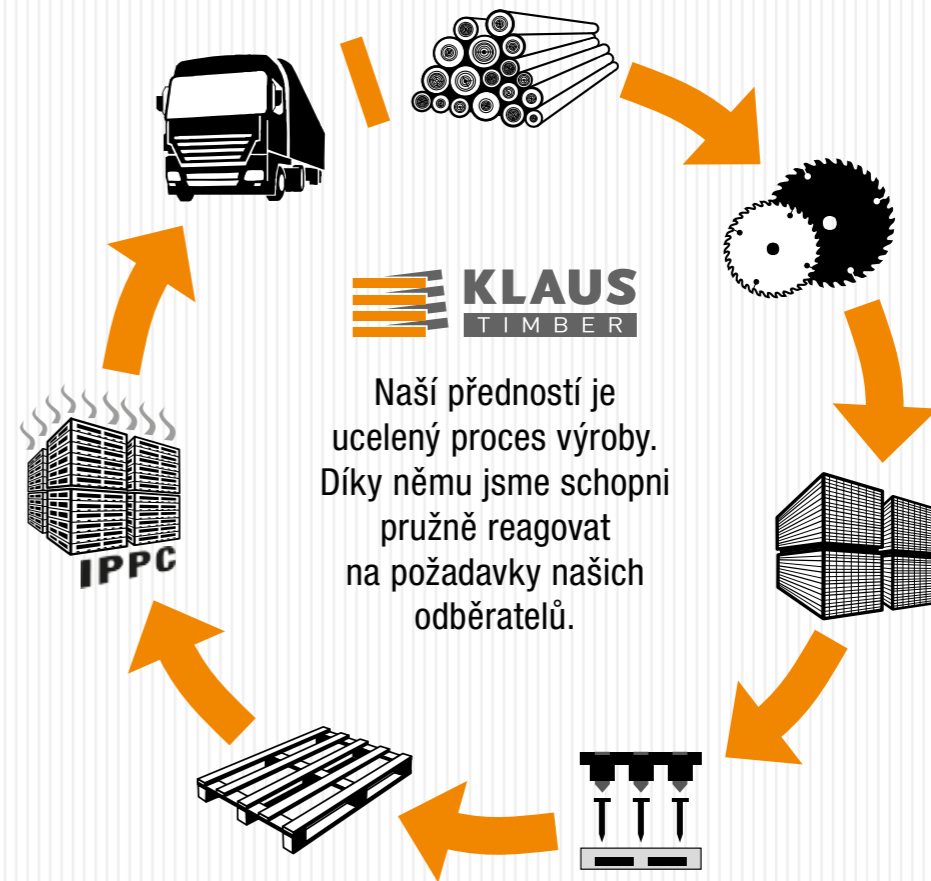 KLAUS
TIMBER
Naší předností je
ucelený proces výroby.
Díky němu jsme schopni
pružně reagovat
na požadavky našich
odběratelů.
IPPC